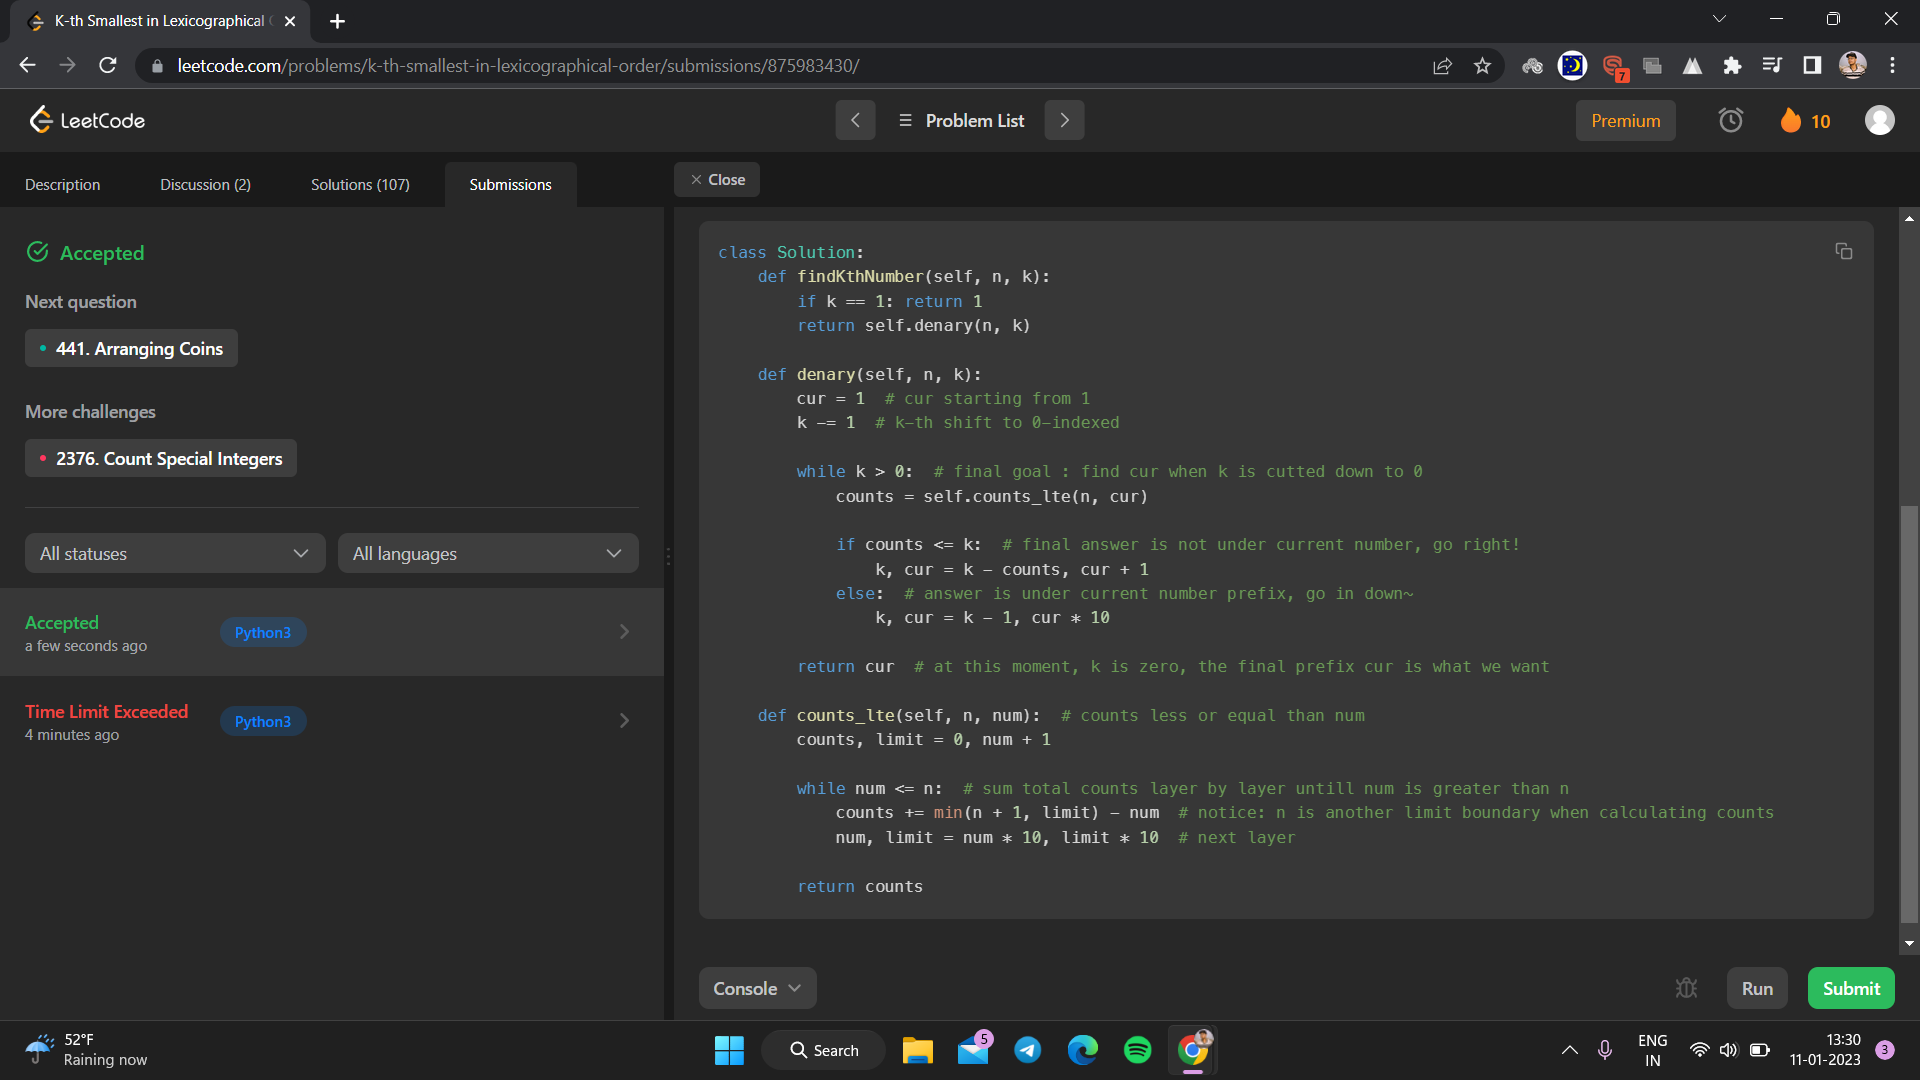 K-th Smallest in Lexicographical
leetcode.com/problems/k-th-smallest-in-lexicographical-order/submissions/875983430/
7
LeetCode
Problem List
Premium
10
Description
Discussion (2)
Solutions (107)
Submissions
Close
Accepted
Next question
441. Arranging Coins
More challenges
2376. Count Special Integers
All statuses
All languages
Accepted
a few seconds ago
Python3
Time Limit Exceeded
4 minutes ago
Python3
class Solution:
    def findKthNumber(self, n, k):
        if k == 1: return 1
        return self.denary(n, k)
    def denary(self, n, k):
        cur = 1  # cur starting from 1
        k -= 1  # k-th shift to 0-indexed
        while k > 0:  # final goal : find cur when k is cutted down to 0
            counts = self.counts_lte(n, cur)
            if counts <= k:  # final answer is not under current number, go right!
                k, cur = k - counts, cur + 1
            else:  # answer is under current number prefix, go in down~
                k, cur = k - 1, cur * 10
        return cur  # at this moment, k is zero, the final prefix cur is what we want
    def counts_lte(self, n, num):  # counts less or equal than num
        counts, limit = 0, num + 1
        while num <= n:  # sum total counts layer by layer untill num is greater than n
            counts += min(n + 1, limit) - num  # notice: n is another limit boundary when calculating counts
            num, limit = num * 10, limit * 10  # next layer
        return counts
Console
Run
Submit
52°F
Raining now
Search
5
ENG
IN
13:30
11-01-2023
3